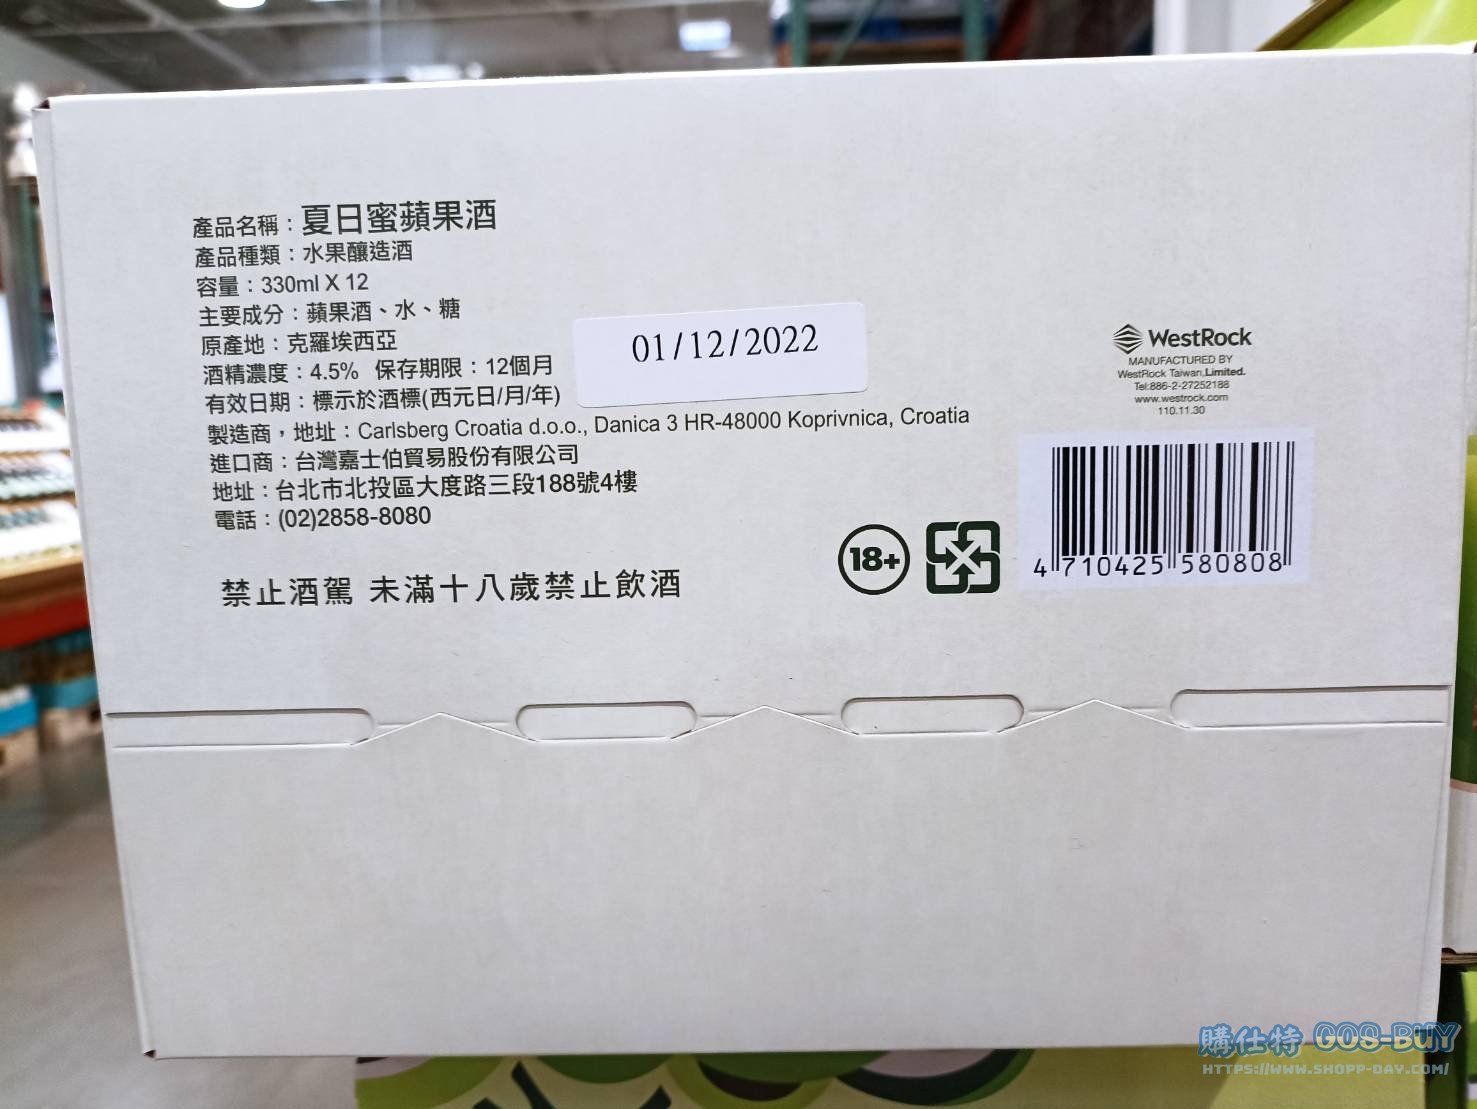 產品名稱：夏日蜜蘋果酒
產品種類：水果釀造酒
容量：330ml X 12
主要成分：蘋果酒、水、糖
原產地：克羅埃西亞
酒精濃度：4.5% 保存期限：12個月
有效日期：標示於酒標(西元日/月/年)
01/12/2022
製造商，地址：Carlsberg Croatia d.o.o., Danica 3 HR-48000 Koprivnica, Croatia
進口商：台灣嘉士伯貿易股份有限公司
地址：台北市北投區大度路三段188號4樓
電話：(02)2858-8080
禁止酒駕 未滿十八歲禁止飲酒
18+
WestRock
MANUFACTURED BY
WestRock Taiwan,Limited.
Tel:886-2-27252188
www.westrock.com
110.11.30
4 710425 580808
購仕特 GOS-BUY
HTTPS://WWW.SHOPP-DAY.COM/